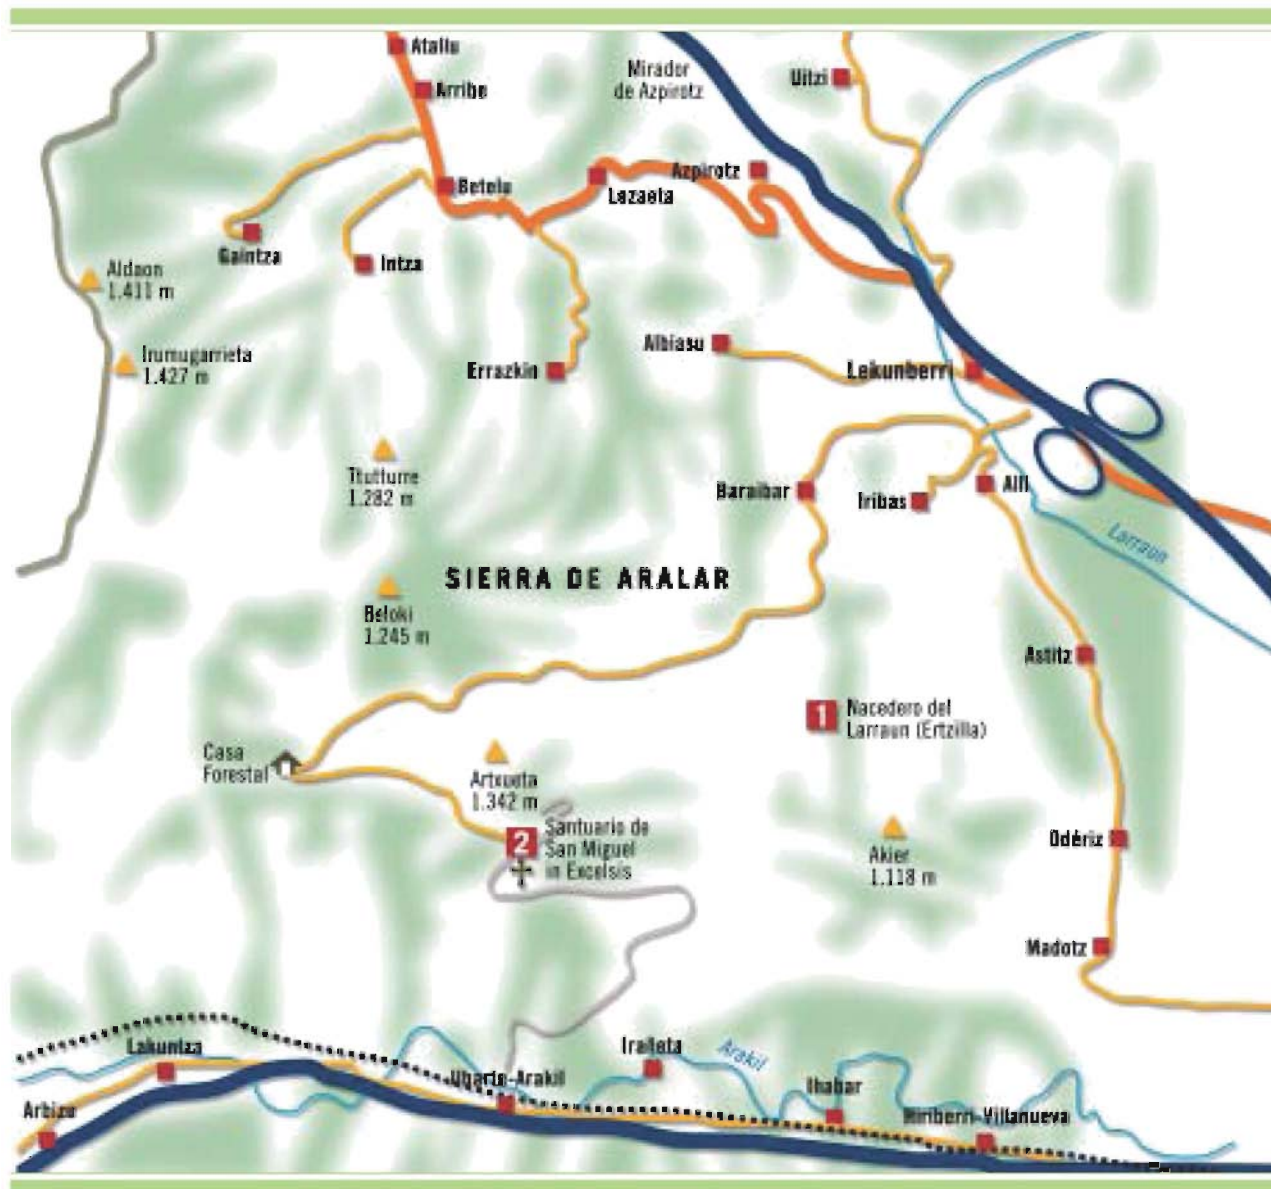 Atallu
Arribe
Mirador
de Azpirotz
Uitzi
Betelu
Lezaeta
Azpirotz
Gaintza
Intza
Aldaon
1.411 m
Irumugarrieta
1.427 m
Errazkin
Albiasu
Lekunberri
Ttutturre
1.282 m
Baraibar
Iribas
Alli
Larraun
SIERRA DE ARALAR
Beloki
1.245 m
Astitz
1
Nacedero del
Larraun (Ertzilla)
Casa
Forestal
Artxueta
1.342 m
2
Santuario de
San Miguel
in Excelsis
Akier
1.118 m
Odériz
Madotz
Lakuntza
Irañeta
Arakil
Uharte-Arakil
Ihabar
Arbizu
Hiriberri-Villanueva